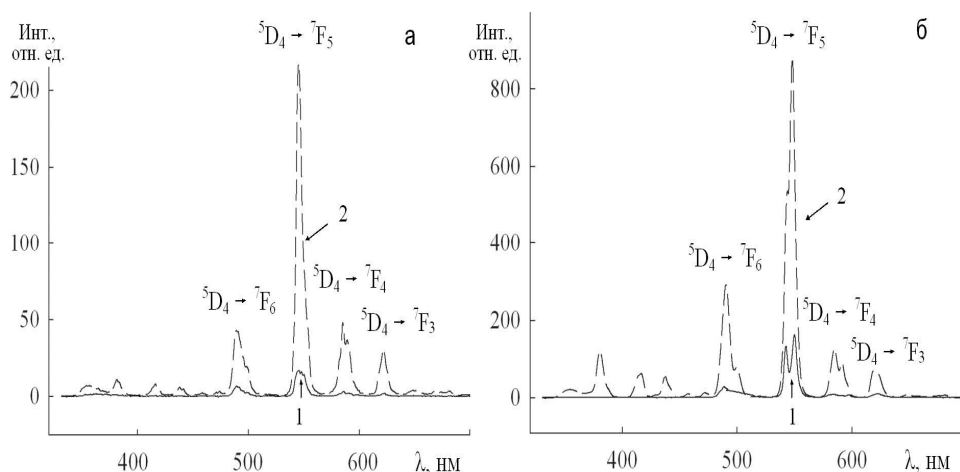 Инт.,
отн. ед.
а
⁵D₄ → ⁷F₅
200
150
100
50
0
2
⁵D₄ → ⁷F₆
⁵D₄ → ⁷F₄
⁵D₄ → ⁷F₃
1
400
500
600
λ, нм
Инт.,
отн. ед.
б
⁵D₄ → ⁷F₅
800
600
400
200
0
2
⁵D₄ → ⁷F₆
⁵D₄ → ⁷F₄
⁵D₄ → ⁷F₃
1
400
500
600
λ, нм